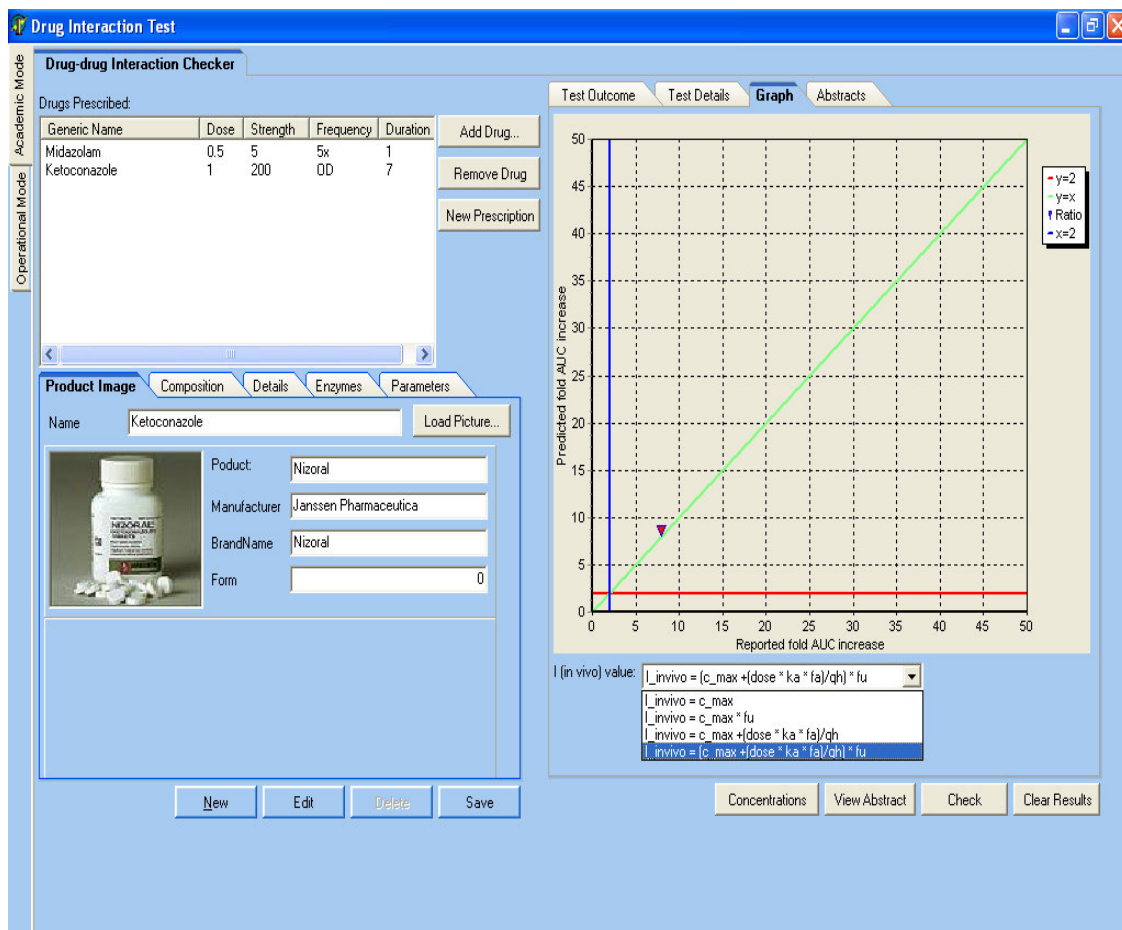 Drug Interaction Test
Academic Mode
Operational Mode
Drug-drug Interaction Checker
Drugs Prescribed:
Generic Name Dose Strength Frequency Duration
Midazolam 0.5 5 5x 1
Ketoconazole 1 200 OD 7
Add Drug...
Remove Drug
New Prescription
Product Image Composition Details Enzymes Parameters
Name Ketoconazole Load Picture...
NIZORAL
Poduct: Nizoral
Manufacturer Janssen Pharmaceutica
BrandName Nizoral
Form 0
New Edit Delete Save
Test Outcome Test Details Graph Abstracts
50
45
40
35
30
25
20
15
10
5
0
Predicted fold AUC increase
0 5 10 15 20 25 30 35 40 45 50
Reported fold AUC increase
y=2
y=x
Ratio
x=2
I (in vivo) value: I_invivo = (c_max +(dose * ka * fa)/qh) * fu
I_invivo = c_max
I_invivo = c_max * fu
I_invivo = c_max +(dose * ka * fa)/qh
I_invivo = (c_max +(dose * ka * fa)/qh) * fu
Concentrations View Abstract Check Clear Results